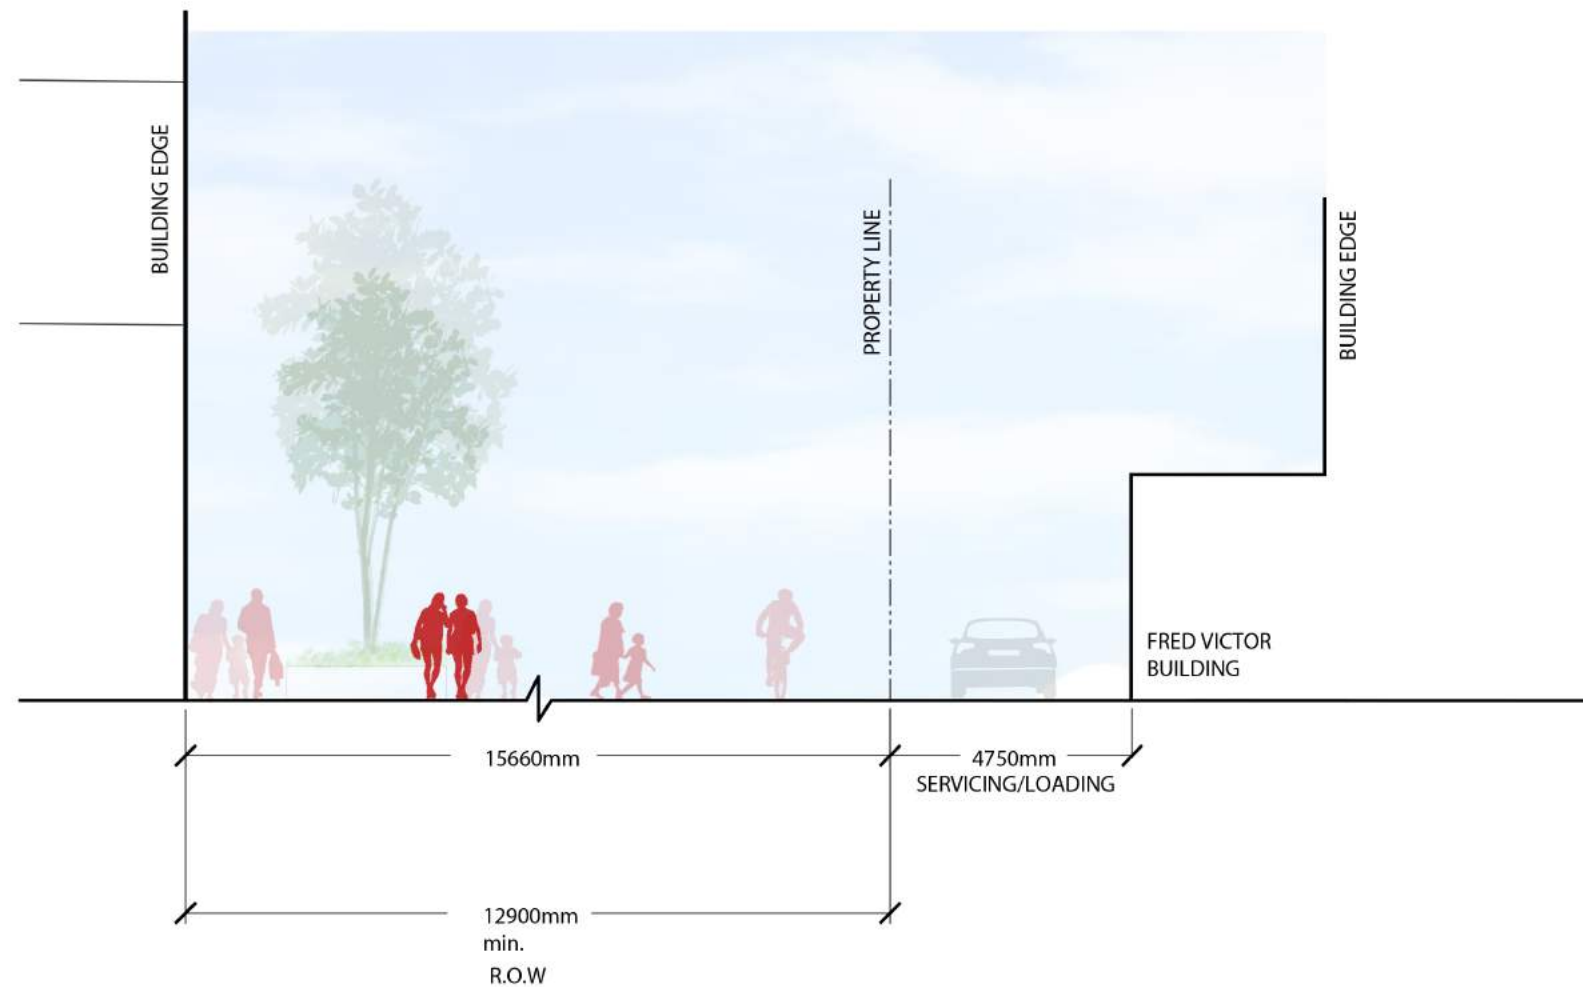 BUILDING EDGE
PROPERTY LINE
BUILDING EDGE
FRED VICTOR
BUILDING
15660mm
4750mm
SERVICING/LOADING
12900mm
min.
R.O.W